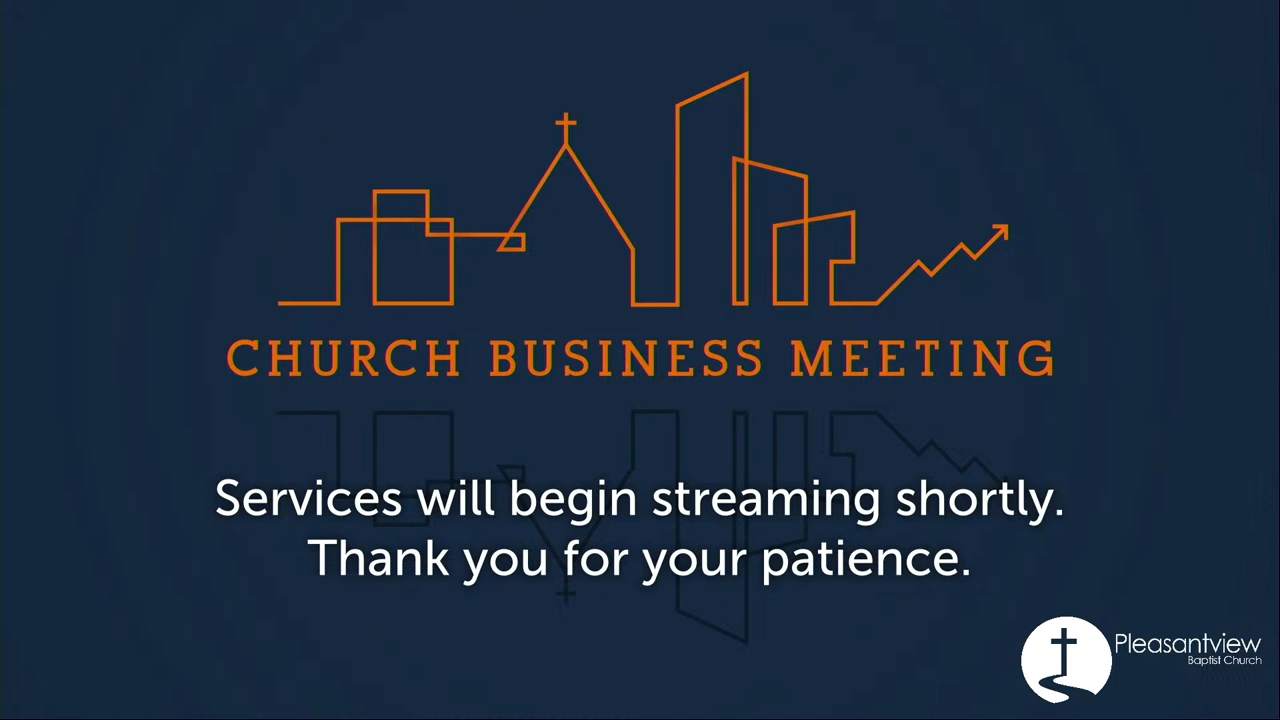 CHURCH BUSINESS MEETING
Services will begin streaming shortly.
Thank you for your patience.
Pleasantview
Baptist Church